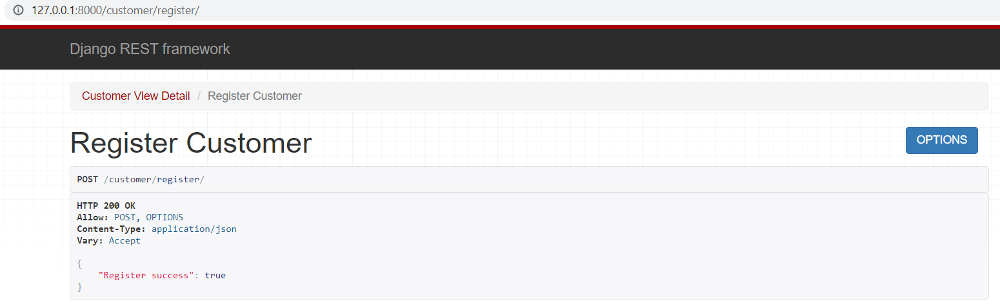 127.0.0.1:8000/customer/register/
Django REST framework
Customer View Detail / Register Customer
Register Customer
OPTIONS
POST /customer/register/
HTTP 200 OK
Allow: POST, OPTIONS
Content-Type: application/json
Vary: Accept
{
    "Register success": true
}